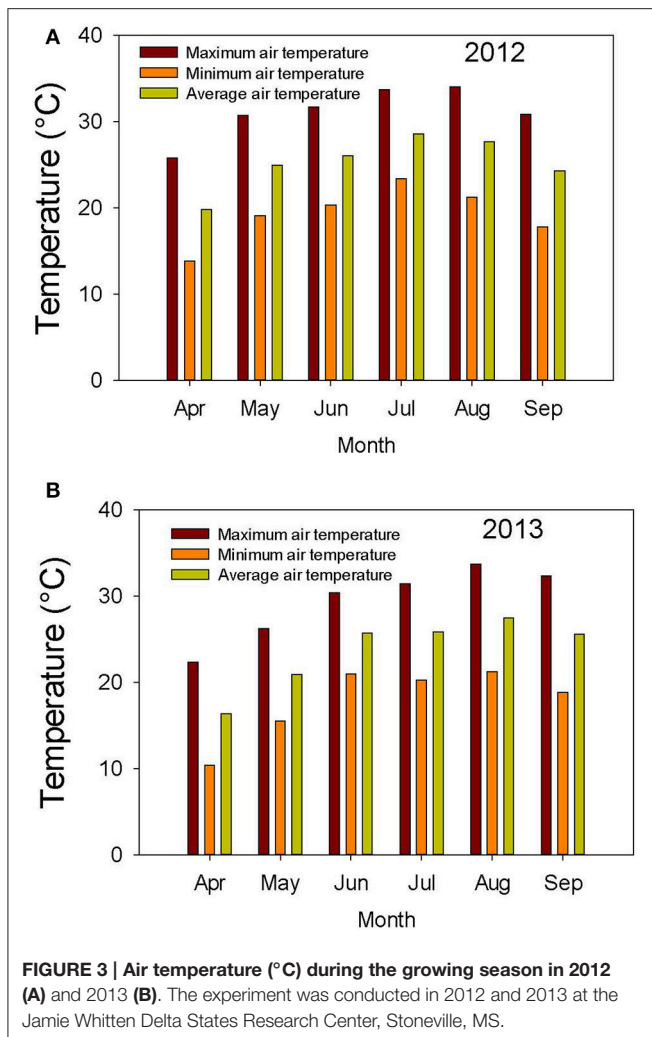 A
2012
Maximum air temperature
Minimum air temperature
Average air temperature
Temperature (°C)
40
30
20
10
0
Apr May Jun Jul Aug Sep
Month
B
2013
Maximum air temperature
Minimum air temperature
Average air temperature
Temperature (°C)
40
30
20
10
0
Apr May Jun Jul Aug Sep
Month
FIGURE 3 | Air temperature (°C) during the growing season in 2012
(A) and 2013 (B). The experiment was conducted in 2012 and 2013 at the
Jamie Whitten Delta States Research Center, Stoneville, MS.